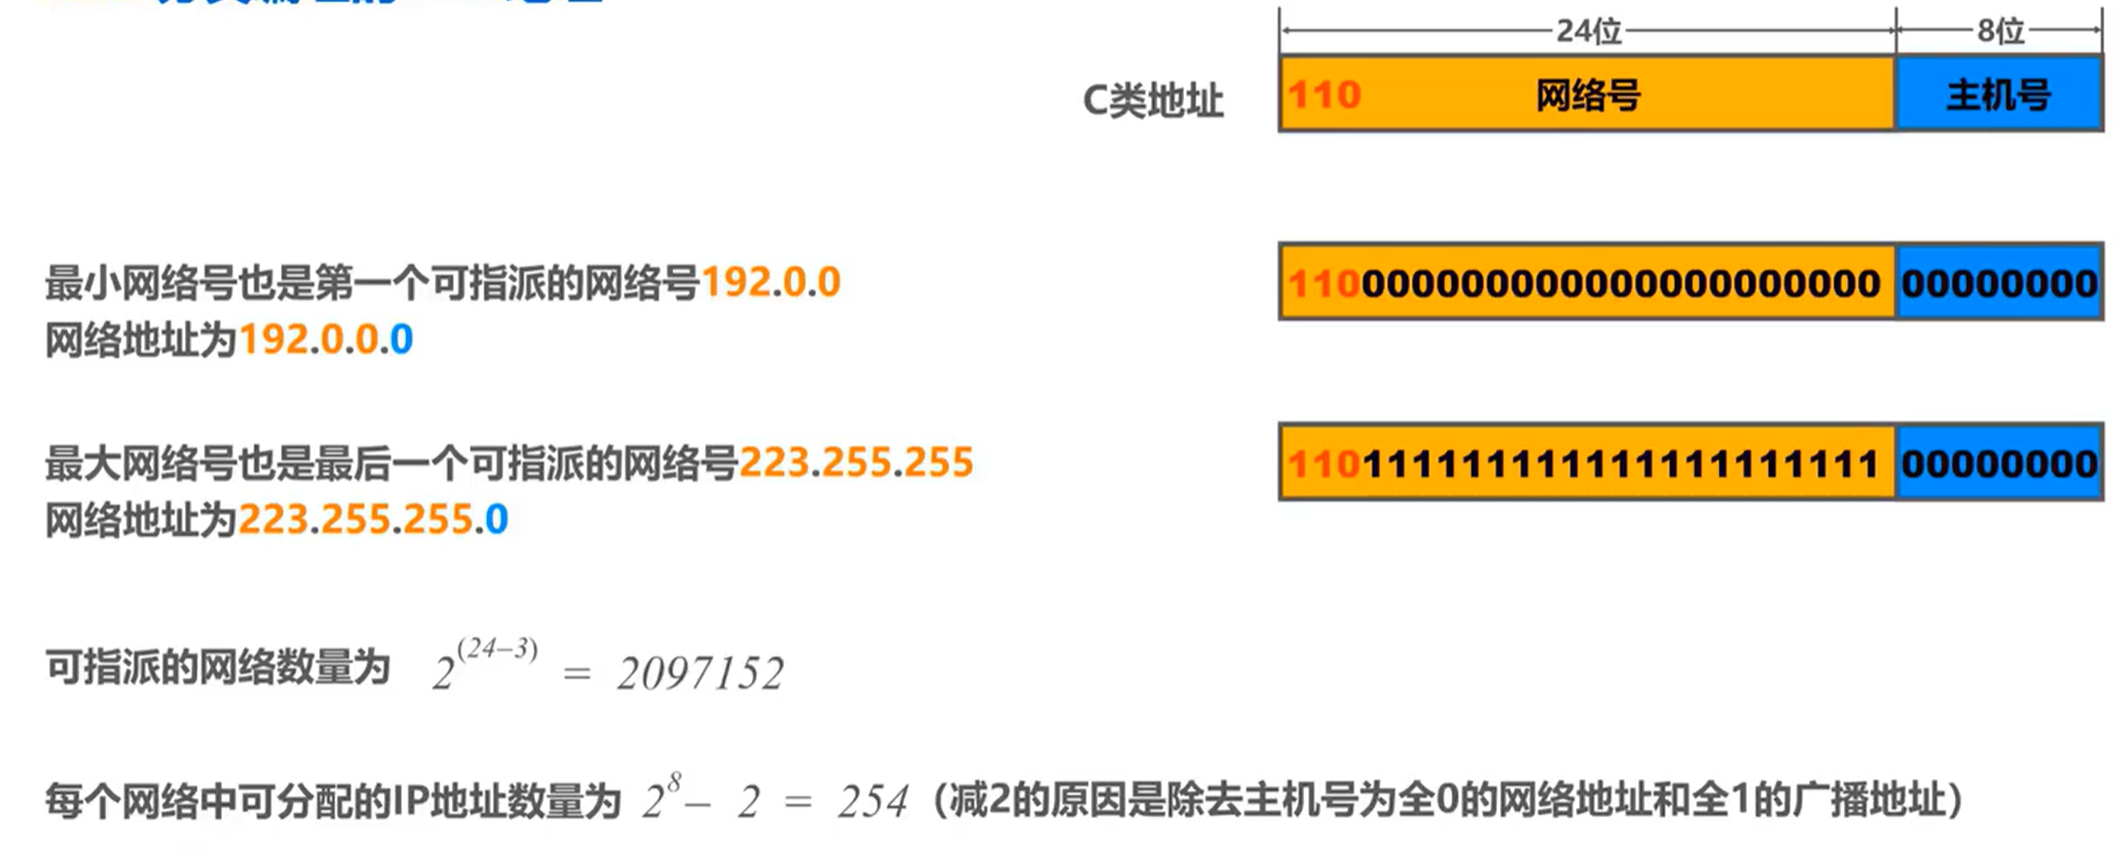 24位 8位
C类地址 110 网络号 主机号
最小网络号也是第一个可指派的网络号192.0.0
网络地址为192.0.0.0
110000000000000000000000 00000000
最大网络号也是最后一个可指派的网络号223.255.255
网络地址为223.255.255.0
110111111111111111111111 00000000
可指派的网络数量为 2^(24−3) = 2097152
每个网络中可分配的IP地址数量为 2^8 − 2 = 254（减2的原因是除去主机号为全0的网络地址和全1的广播地址）